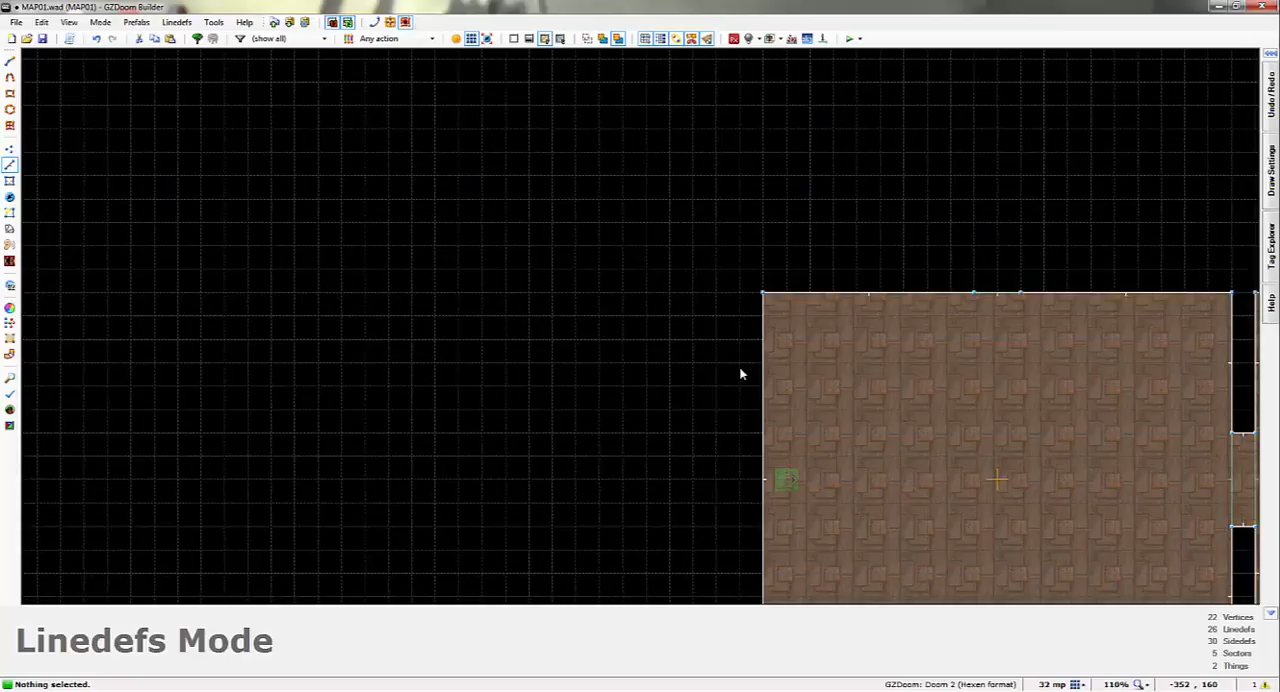 MAP01.wad (MAP01) - GZDoom Builder
File Edit View Mode Prefabs Linedefs Tools Help
(show all) Any action
Undo / Redo
Draw Settings
Tag Explorer
Help
Linedefs Mode
22 Vertices
26 Linedefs
30 Sidedefs
5 Sectors
2 Things
Nothing selected. GZDoom: Doom 2 (Hexen format) 32 mp 110% -352 , 160 1